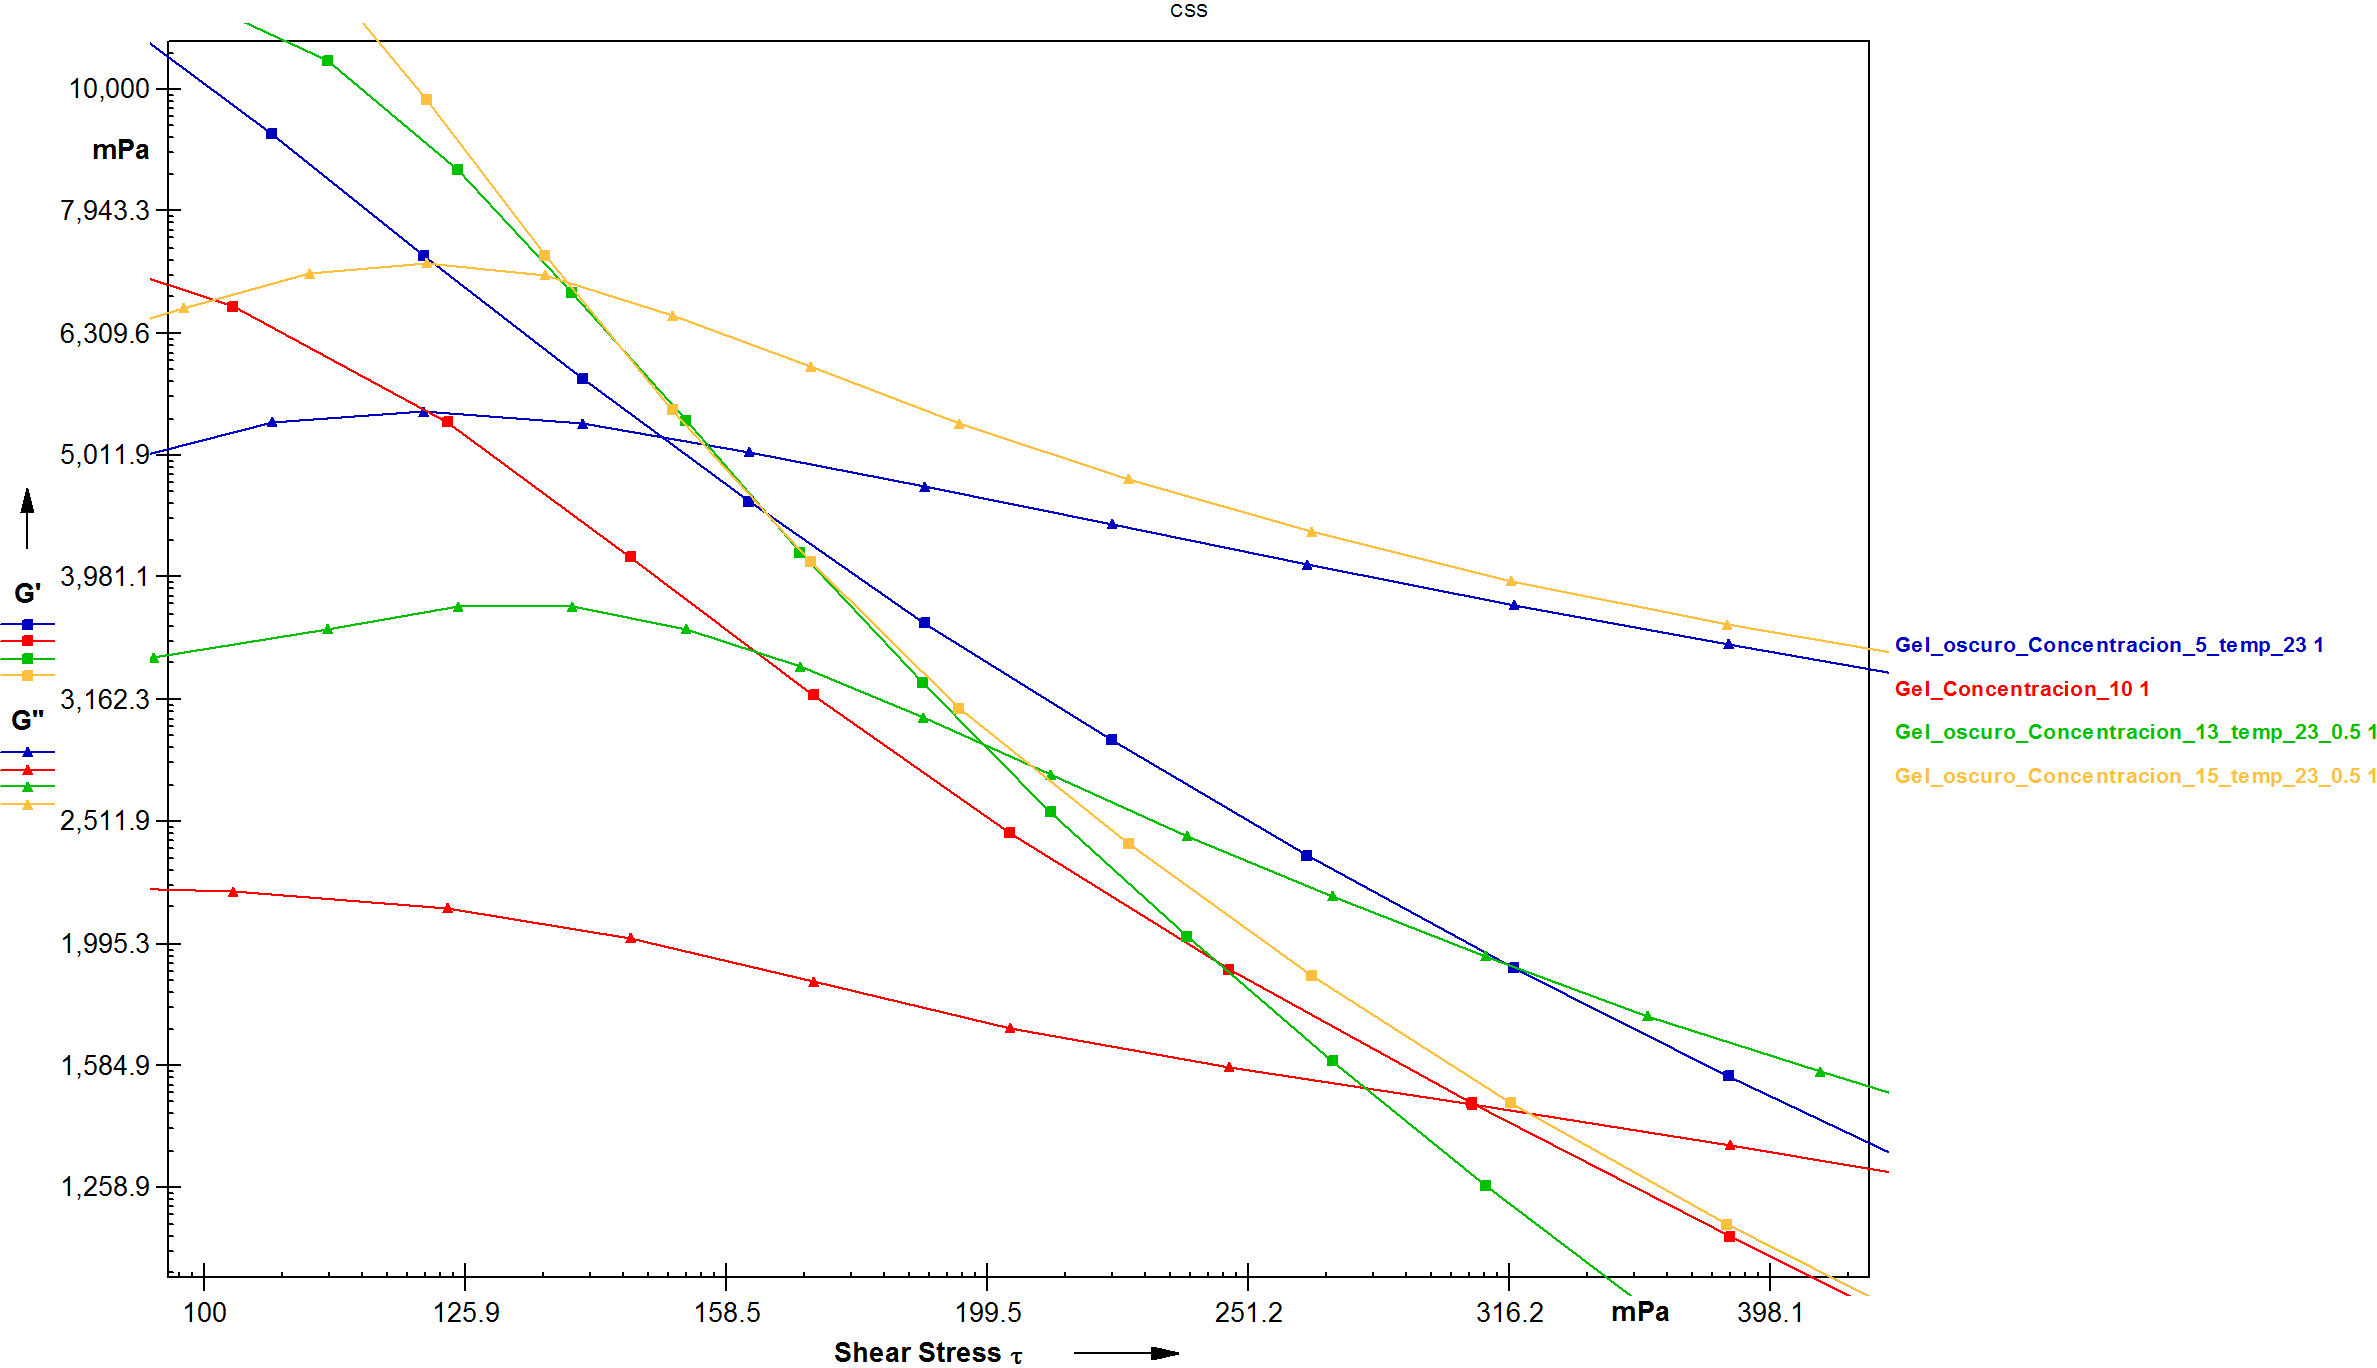 CSS
10,000
mPa
7,943.3
6,309.6
5,011.9
3,981.1
G'
3,162.3
G"
2,511.9
1,995.3
1,584.9
1,258.9
Gel_oscuro_Concentracion_5_temp_23 1
Gel_Concentracion_10 1
Gel_oscuro_Concentracion_13_temp_23_0.5 1
Gel_oscuro_Concentracion_15_temp_23_0.5 1
100 125.9 158.5 199.5 251.2 316.2 mPa 398.1
Shear Stress τ